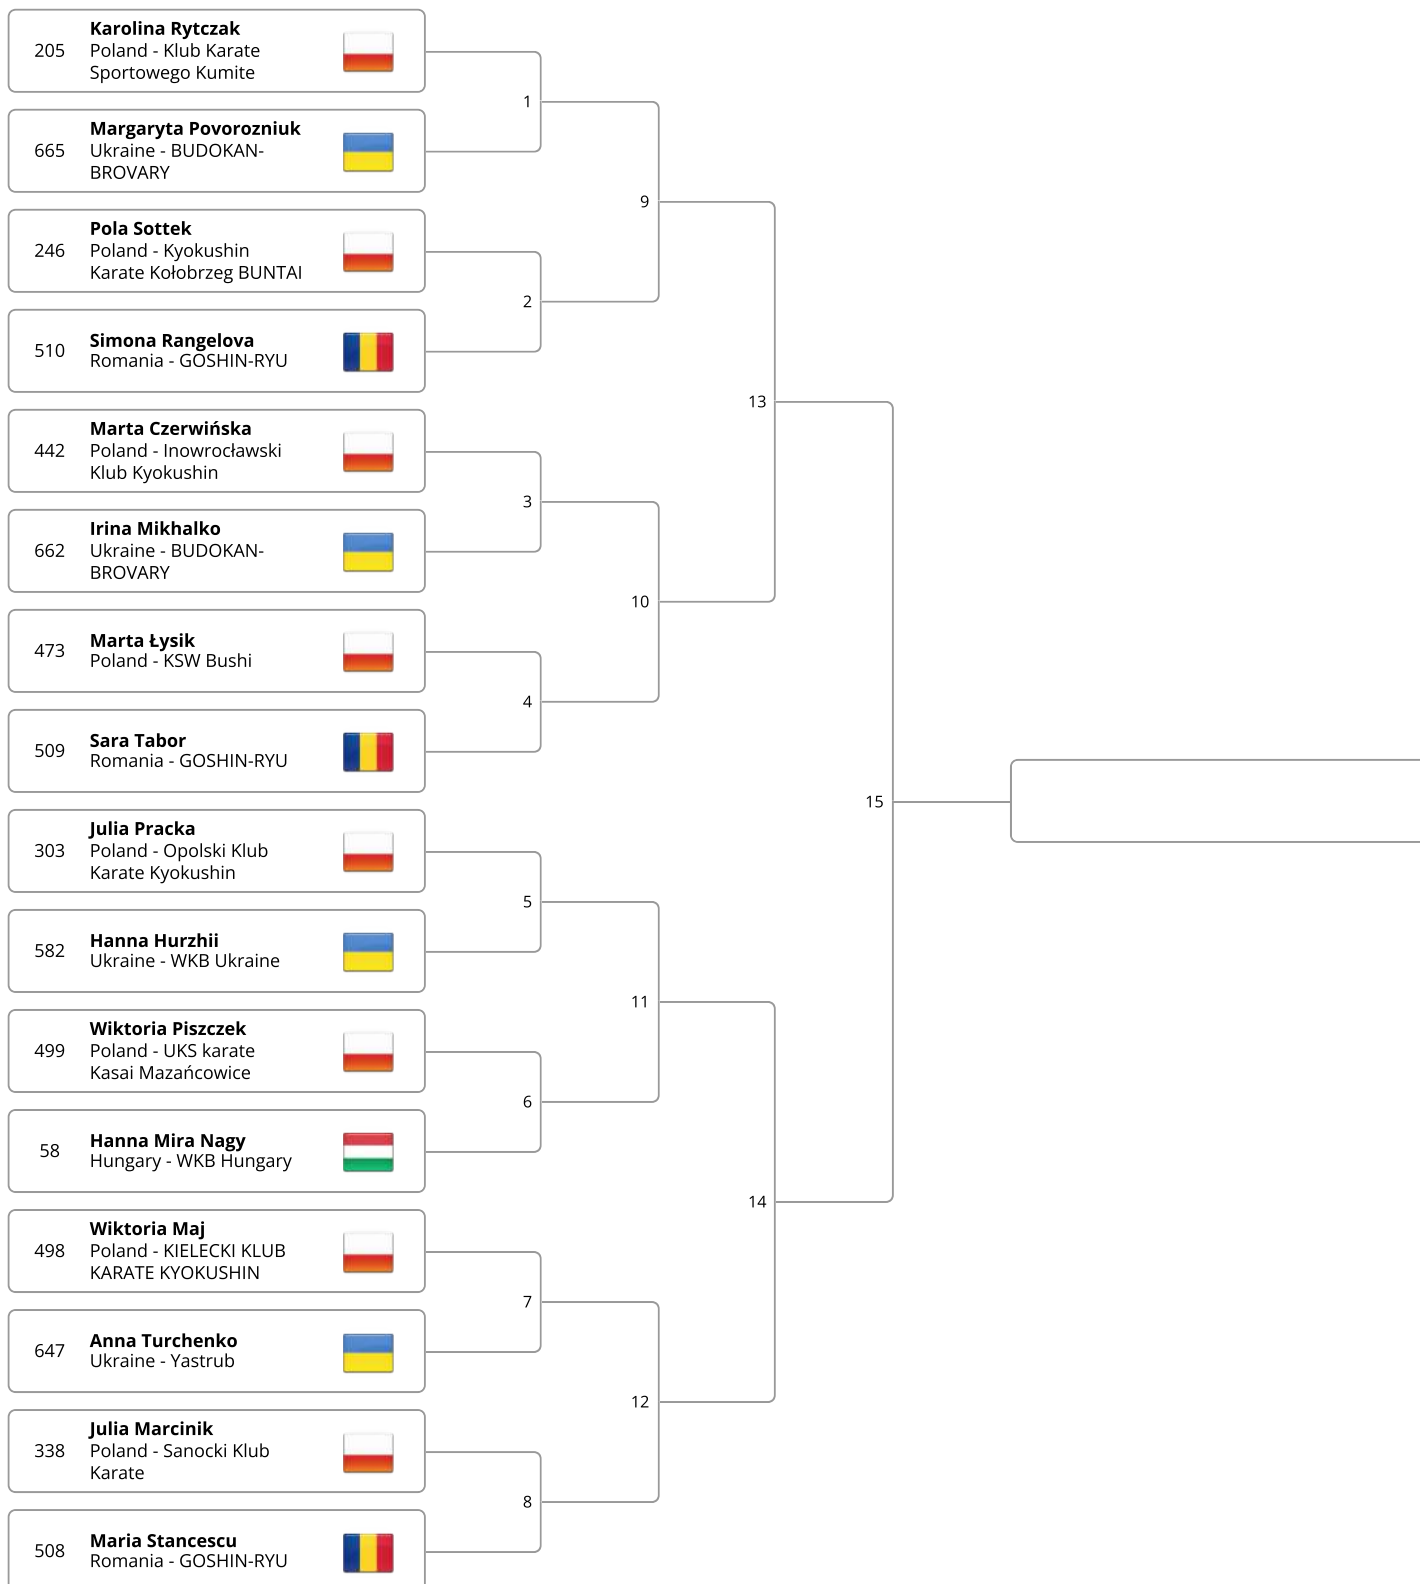 205
Karolina Rytczak
Poland - Klub Karate
Sportowego Kumite
665
Margaryta Povorozniuk
Ukraine - BUDOKAN-
BROVARY
246
Pola Sottek
Poland - Kyokushin
Karate Kołobrzeg BUNTAI
510
Simona Rangelova
Romania - GOSHIN-RYU
442
Marta Czerwińska
Poland - Inowrocławski
Klub Kyokushin
662
Irina Mikhalko
Ukraine - BUDOKAN-
BROVARY
473
Marta Łysik
Poland - KSW Bushi
509
Sara Tabor
Romania - GOSHIN-RYU
303
Julia Pracka
Poland - Opolski Klub
Karate Kyokushin
582
Hanna Hurzhii
Ukraine - WKB Ukraine
499
Wiktoria Piszczek
Poland - UKS karate
Kasai Mazańcowice
58
Hanna Mira Nagy
Hungary - WKB Hungary
498
Wiktoria Maj
Poland - KIELECKI KLUB
KARATE KYOKUSHIN
647
Anna Turchenko
Ukraine - Yastrub
338
Julia Marcinik
Poland - Sanocki Klub
Karate
508
Maria Stancescu
Romania - GOSHIN-RYU
1
2
3
4
5
6
7
8
9
10
11
12
13
14
15